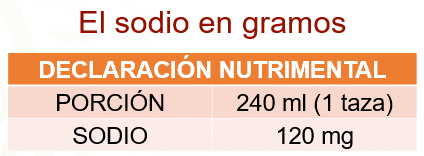 El sodio en gramos
DECLARACIÓN NUTRIMENTAL
PORCIÓN 240 ml (1 taza)
SODIO 120 mg